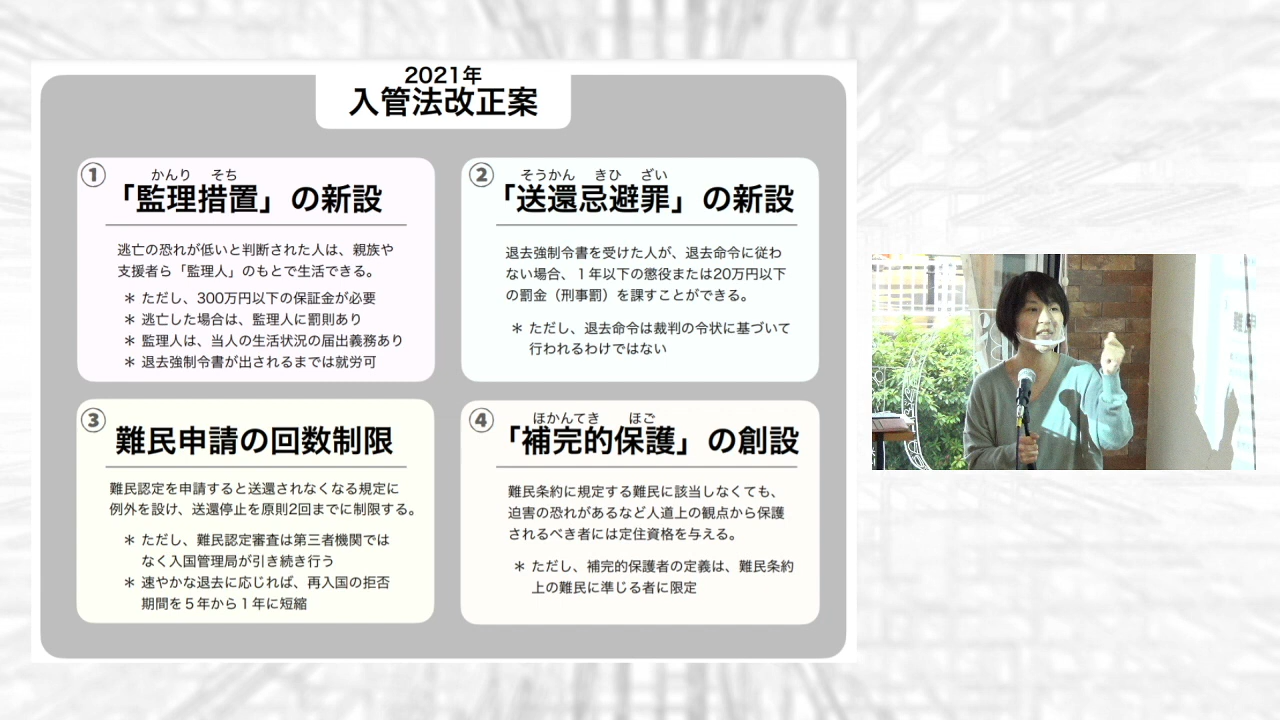 2021年
入管法改正案
①
かんり そち
「監理措置」の新設
逃亡の恐れが低いと判断された人は、親族や
支援者ら「監理人」のもとで生活できる。
＊ ただし、300万円以下の保証金が必要
＊ 逃亡した場合は、監理人に罰則あり
＊ 監理人は、当人の生活状況の届出義務あり
＊ 退去強制令書が出されるまでは就労可
②
そうかん きひ ざい
「送還忌避罪」の新設
退去強制令書を受けた人が、退去命令に従わ
ない場合、１年以下の懲役または20万円以下
の罰金（刑事罰）を課すことができる。
＊ ただし、退去命令は裁判の令状に基づいて
行われるわけではない
③
難民申請の回数制限
難民認定を申請すると送還されなくなる規定に
例外を設け、送還停止を原則2回までに制限する。
＊ ただし、難民認定審査は第三者機関では
なく入国管理局が引き続き行う
＊ 速やかな退去に応じれば、再入国の拒否
期間を５年から１年に短縮
④
ほかんてき ほご
「補完的保護」の創設
難民条約に規定する難民に該当しなくても、
迫害の恐れがあるなど人道上の観点から保護
されるべき者には定住資格を与える。
＊ ただし、補完的保護者の定義は、難民条約
上の難民に準じる者に限定